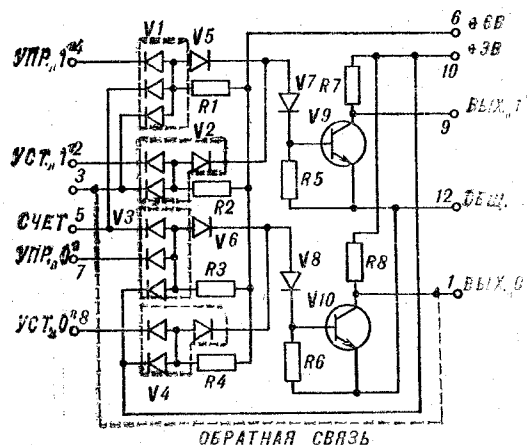 V1
V5
6 +6В
+3В
УПР„1" 4
10
R1
V7
R7
V9
ВЫХ„1"
9
УСТ„1" 2
V2
3
R2
R5
12 ОБЩ.
СЧЕТ 5
V3
V6
УПР„0"
7
R3
V8
R8
V10
1 ВЫХ„0"
УСТ„0" 8
V4
R4
R6
ОБРАТНАЯ СВЯЗЬ